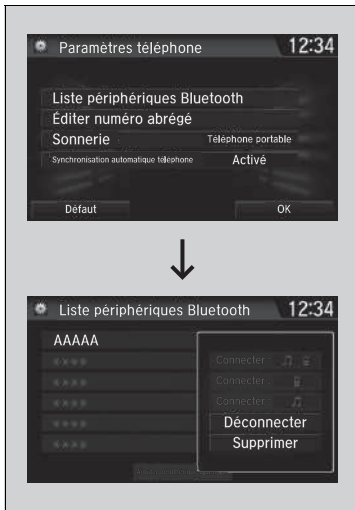 Paramètres téléphone 12:34
Liste périphériques Bluetooth
Éditer numéro abrégé
Sonnerie Téléphone portable
Synchronisation automatique téléphone Activé
Défaut OK
Liste périphériques Bluetooth 12:34
AAAAA
Connecter :
Connecter :
Connecter :
Déconnecter
Supprimer